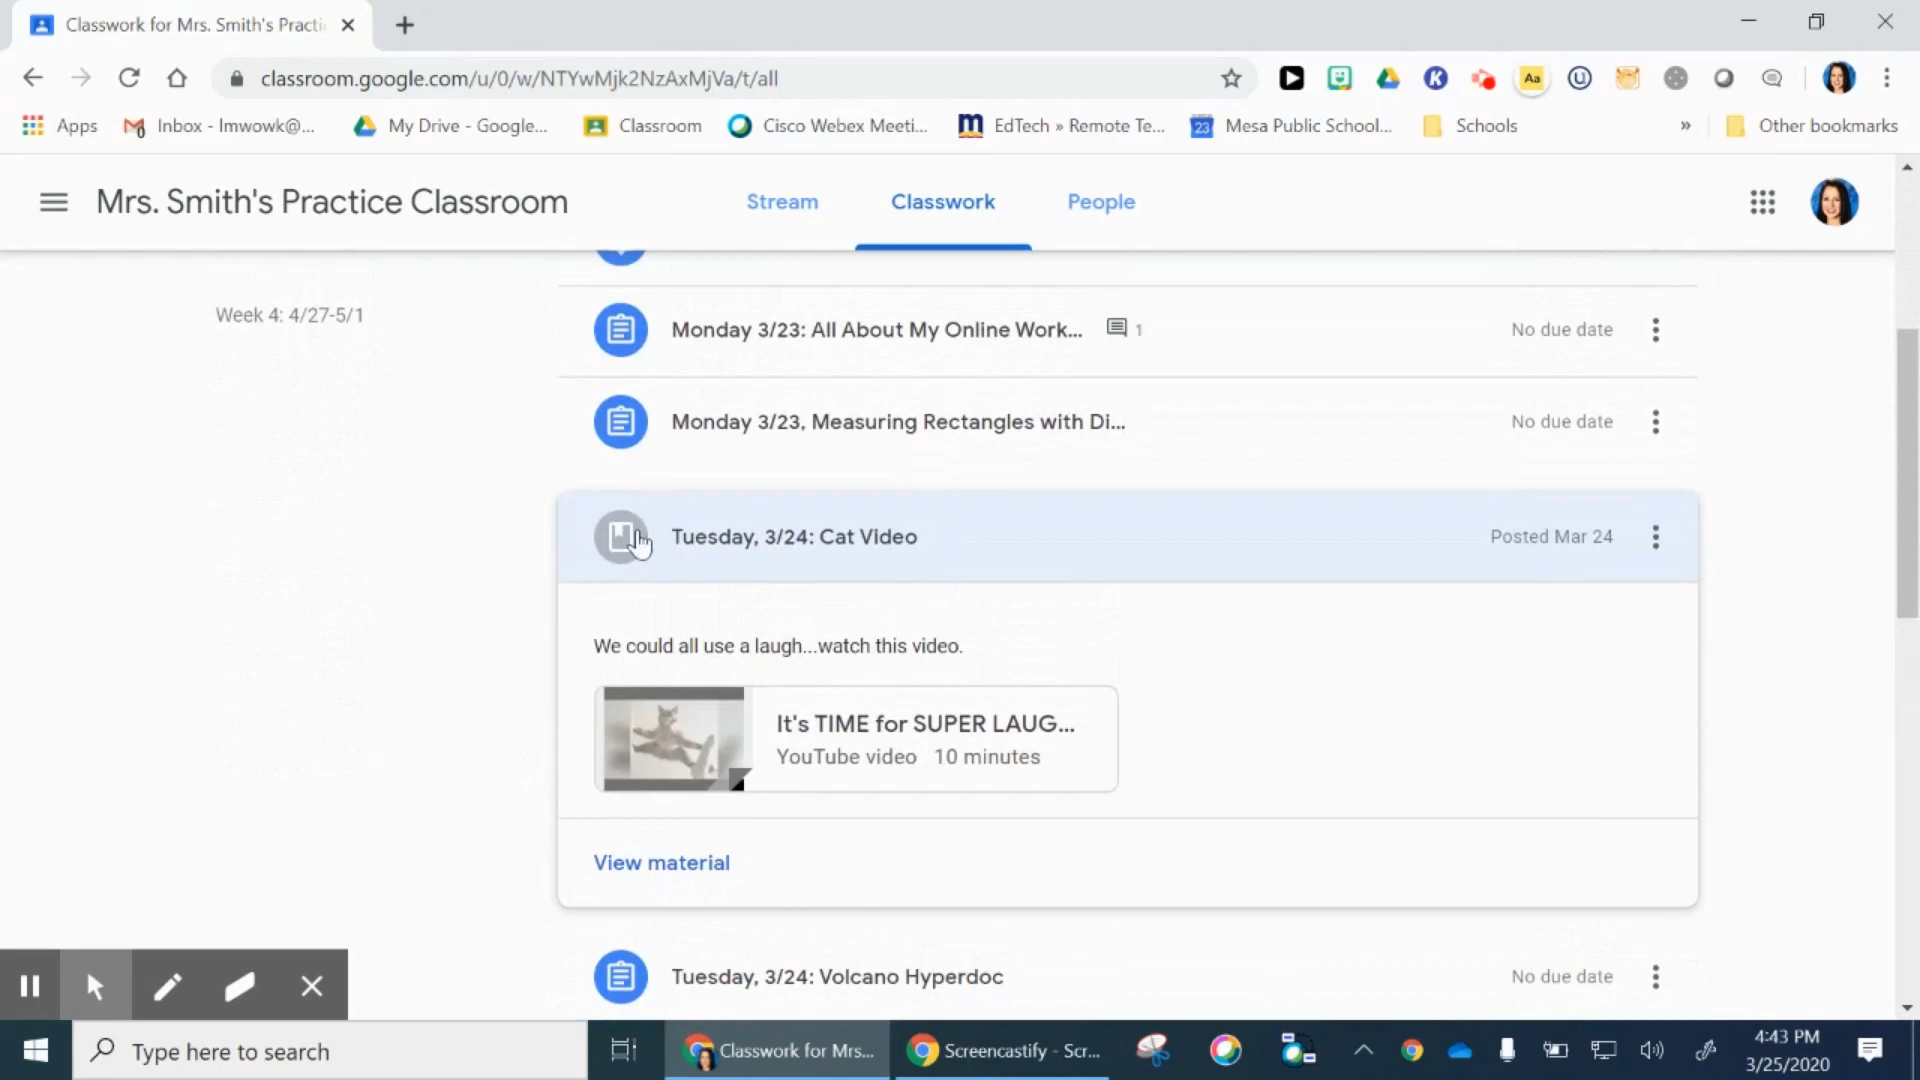 Classwork for Mrs. Smith's Practi
classroom.google.com/u/0/w/NTYwMjk2NzAxMjVa/t/all
K
Aa
Apps
Inbox - lmwowk@...
My Drive - Google...
Classroom
Cisco Webex Meeti...
EdTech » Remote Te...
23
Mesa Public School...
Schools
»
Other bookmarks
Mrs. Smith's Practice Classroom
Stream
Classwork
People
Week 4: 4/27-5/1
Monday 3/23: All About My Online Work...
1
No due date
Monday 3/23, Measuring Rectangles with Di...
No due date
Tuesday, 3/24: Cat Video
Posted Mar 24
We could all use a laugh...watch this video.
It's TIME for SUPER LAUG...
YouTube video 10 minutes
View material
Tuesday, 3/24: Volcano Hyperdoc
No due date
Type here to search
Classwork for Mrs...
Screencastify - Scr...
4:43 PM
3/25/2020